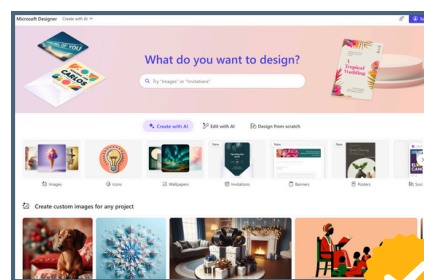 Microsoft Designer Create with AI
What do you want to design?
Try "Images" or "Invitations"
Create with AI Edit with AI Design from scratch
CARLOS
A
Tropical
Wedding
New New New
Images Icons Wallpapers Invitations Banners Posters
Create custom images for any project